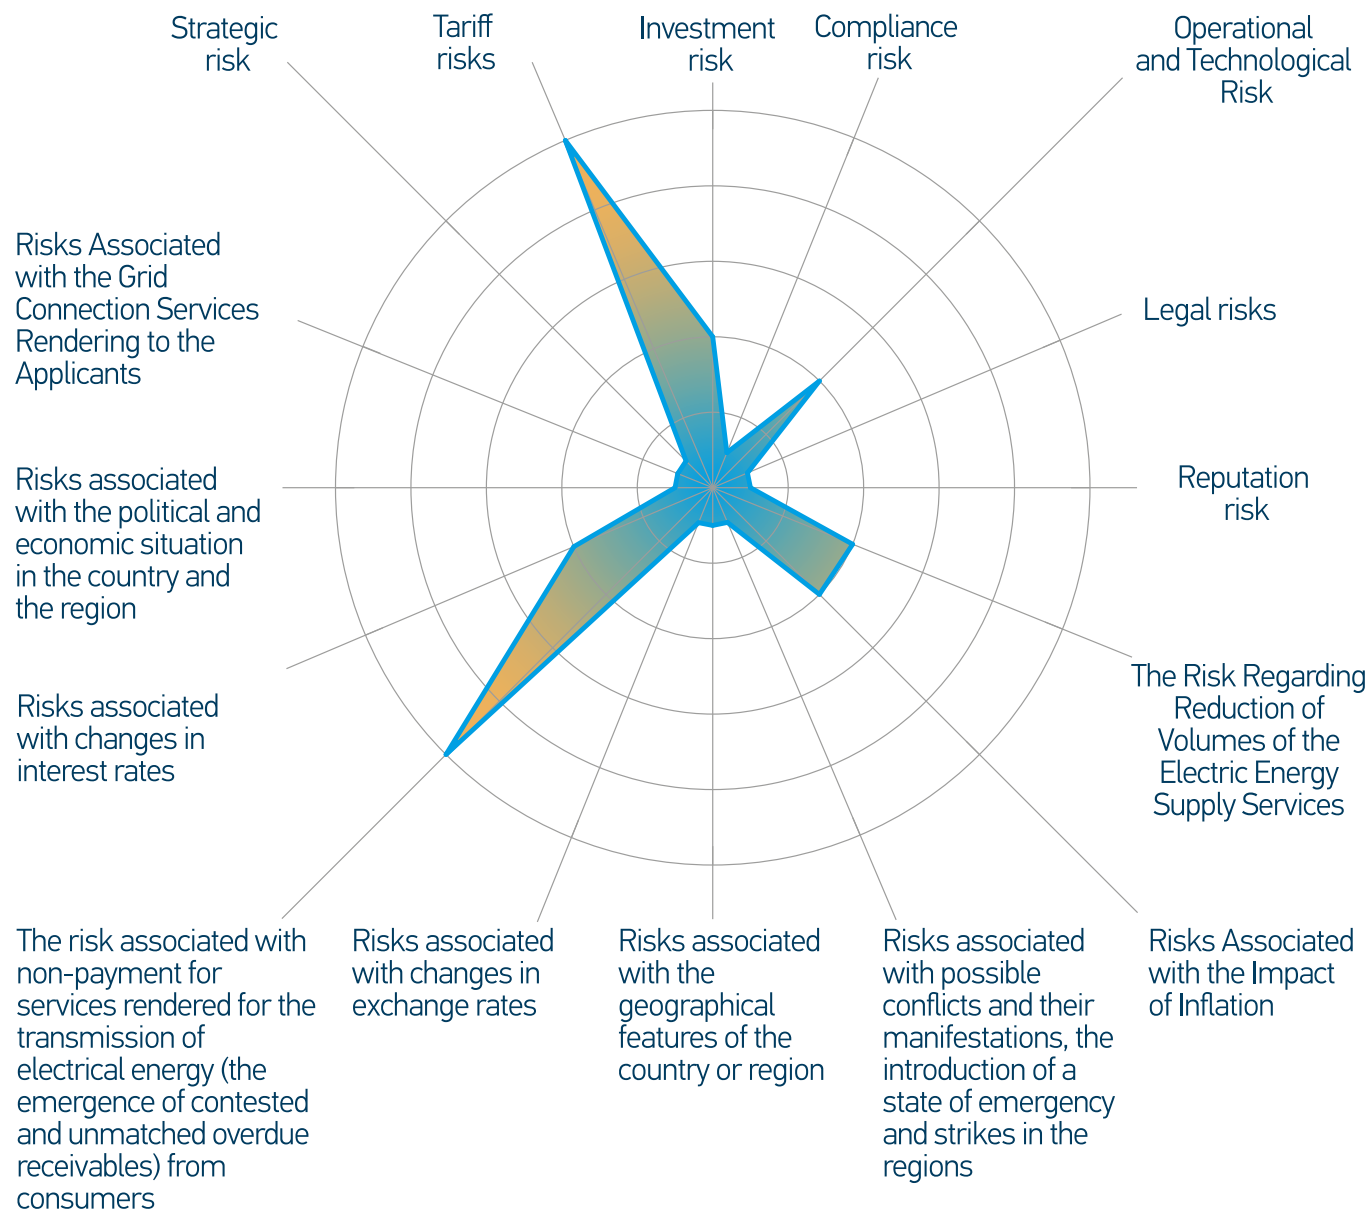 Strategic
risk
Tariff
risks
Investment
risk
Compliance
risk
Operational
and Technological
Risk
Risks Associated
with the Grid
Connection Services
Rendering to the
Applicants
Legal risks
Risks associated
with the political and
economic situation
in the country and
the region
Reputation
risk
Risks associated
with changes in
interest rates
The Risk Regarding
Reduction of
Volumes of the
Electric Energy
Supply Services
The risk associated with
non-payment for
services rendered for the
transmission of
electrical energy (the
emergence of contested
and unmatched overdue
receivables) from
consumers
Risks associated
with changes in
exchange rates
Risks associated
with the
geographical
features of the
country or region
Risks associated
with possible
conflicts and their
manifestations, the
introduction of a
state of emergency
and strikes in the
regions
Risks Associated
with the Impact
of Inflation